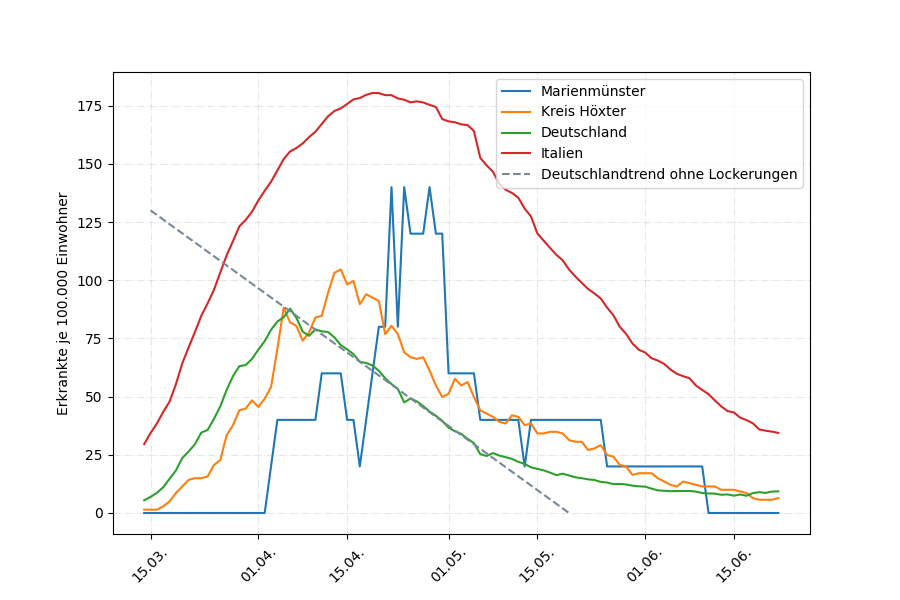 Marienmünster
Kreis Höxter
Deutschland
Italien
Deutschlandtrend ohne Lockerungen
Erkrankte je 100.000 Einwohner
175
150
125
100
75
50
25
0
15.03.
01.04.
15.04.
01.05.
15.05.
01.06.
15.06.